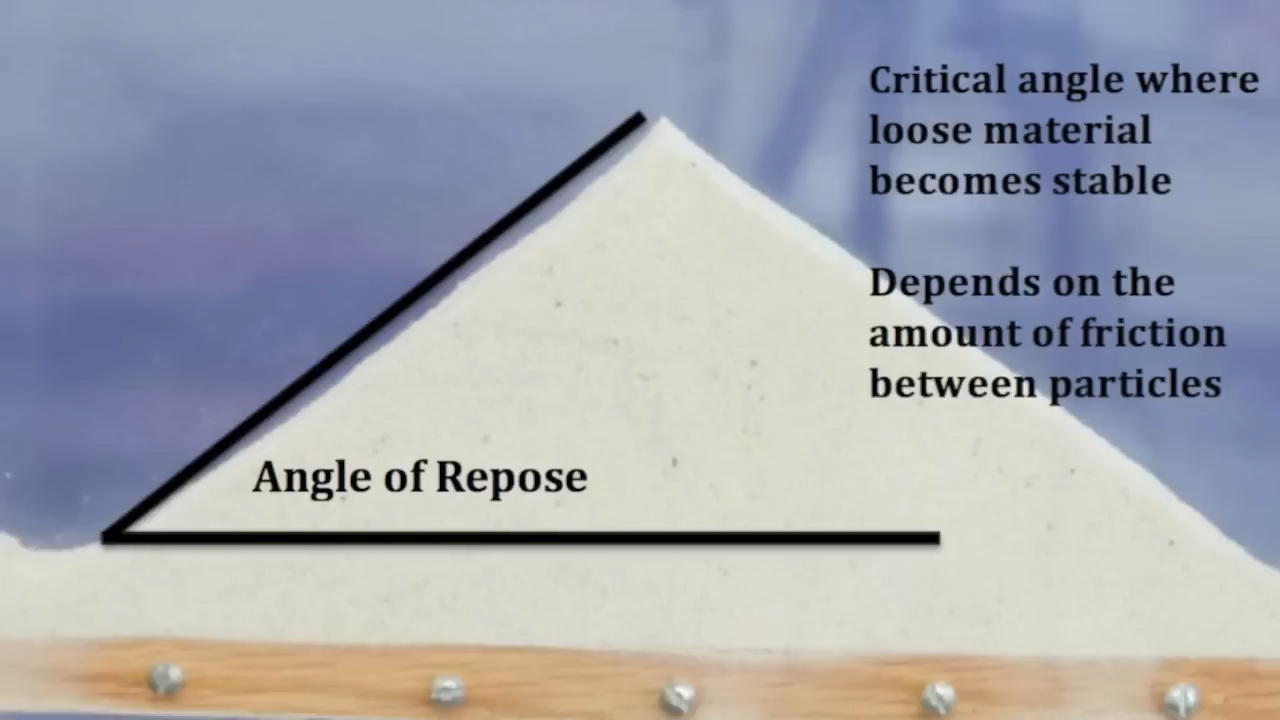 Critical angle where
loose material
becomes stable
Depends on the
amount of friction
between particles
Angle of Repose